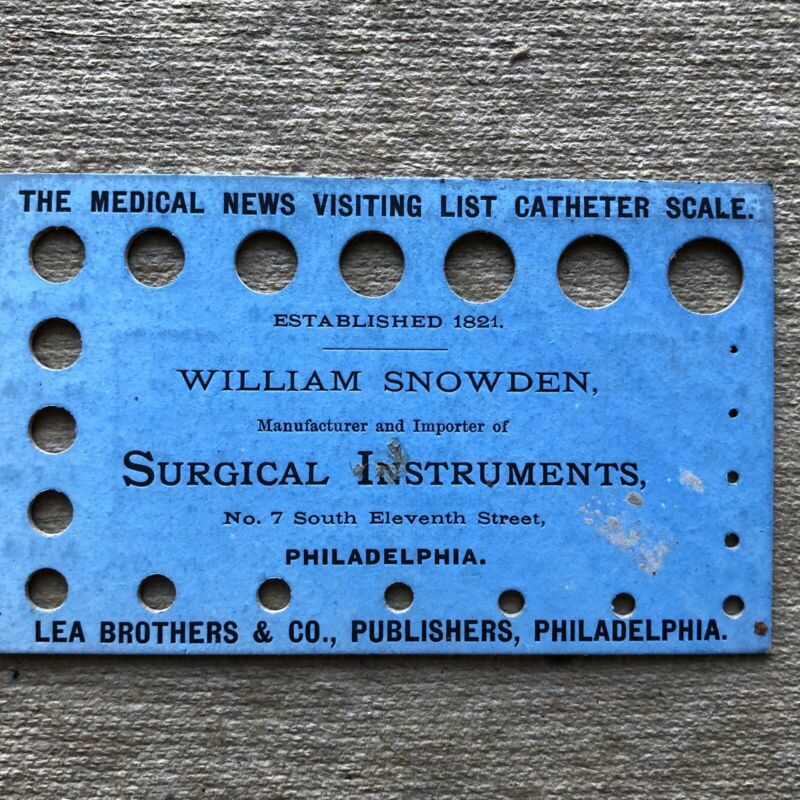 THE MEDICAL NEWS VISITING LIST CATHETER SCALE.
ESTABLISHED 1821.
WILLIAM SNOWDEN,
Manufacturer and Importer of
SURGICAL INSTRUMENTS,
No. 7 South Eleventh Street,
PHILADELPHIA.
LEA BROTHERS & CO., PUBLISHERS, PHILADELPHIA.